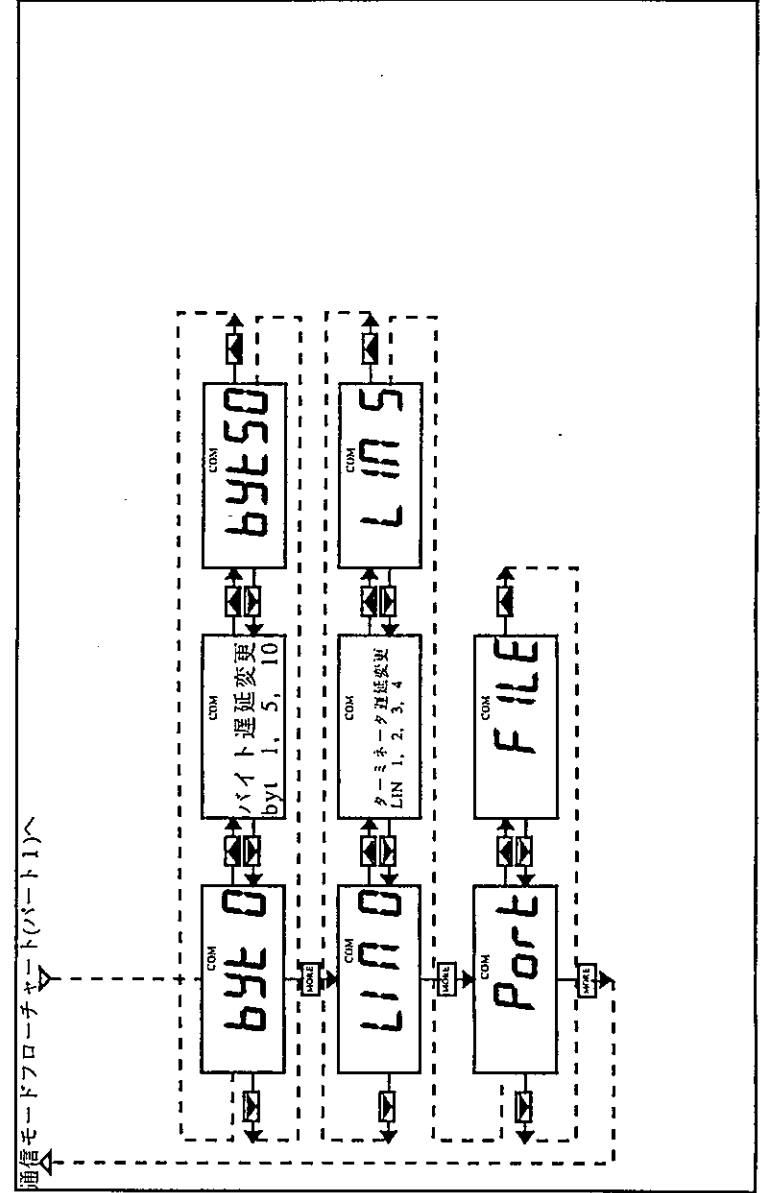 通信モードフローチャート(パート1)へ
COM
byt 0
COM
バイト遅延変更
byt 1, 5, 10
COM
byt50
MORE
COM
LIN 0
COM
ターミネータ遅延変更
LIN 1, 2, 3, 4
COM
LIN 5
MORE
COM
Port
COM
FILE
MORE